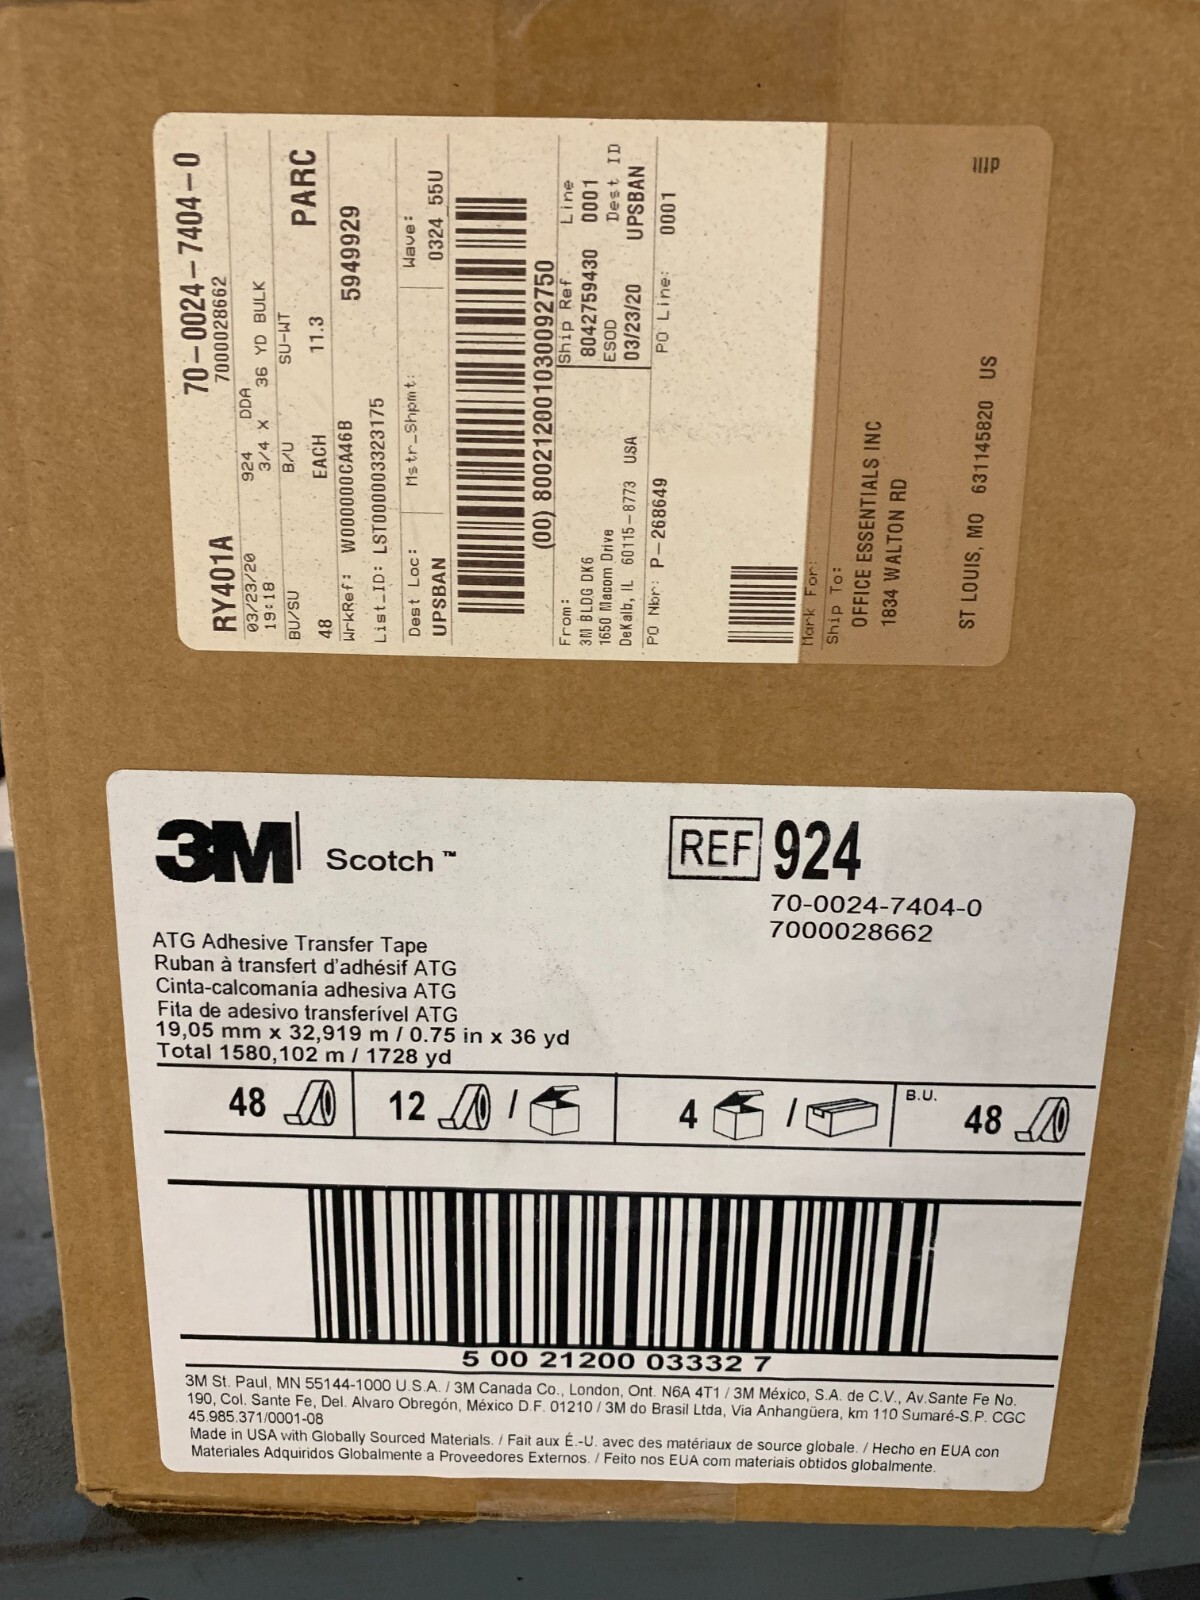 70-0024-7404-0
7000028662
RY401A
03/23/20
19:18
924 DDA
3/4 X 36 YD BULK
BU/SU B/U SU-WT
48 EACH 11.3 PARC
WrkRef: W000000CA46B 5949929
List_ID: LST000003323175
Dest Loc: Mstr_Shpmt: Wave:
UPSBAN 0324 55U
(00) 800212001030092750
From:
3M BLDG DK6
1650 Macom Drive
DeKalb, IL 60115-8773 USA
Ship Ref Line
8042759430 0001
ESOD Dest ID
03/23/20 UPSBAN
PO Nbr: P-268649 PO Line: 0001
Mark For:
Ship To:
OFFICE ESSENTIALS INC
1834 WALTON RD
ST LOUIS, MO 631145820 US
3M Scotch™
REF 924
70-0024-7404-0
7000028662
ATG Adhesive Transfer Tape
Ruban à transfert d'adhésif ATG
Cinta-calcomanía adhesiva ATG
Fita de adesivo transferível ATG
19,05 mm x 32,919 m / 0.75 in x 36 yd
Total 1580,102 m / 1728 yd
48 12 / 4 / B.U. 48
5 00 21200 03332 7
3M St. Paul, MN 55144-1000 U.S.A. / 3M Canada Co., London, Ont. N6A 4T1 / 3M México, S.A. de C.V., Av.Sante Fe No.
190, Col. Sante Fe, Del. Alvaro Obregón, México D.F. 01210 / 3M do Brasil Ltda, Via Anhangüera, km 110 Sumaré-S.P. CGC
45.985.371/0001-08
Made in USA with Globally Sourced Materials. / Fait aux É.-U. avec des matériaux de source globale. / Hecho en EUA con
Materiales Adquiridos Globalmente a Proveedores Externos. / Feito nos EUA com materiais obtidos globalmente.